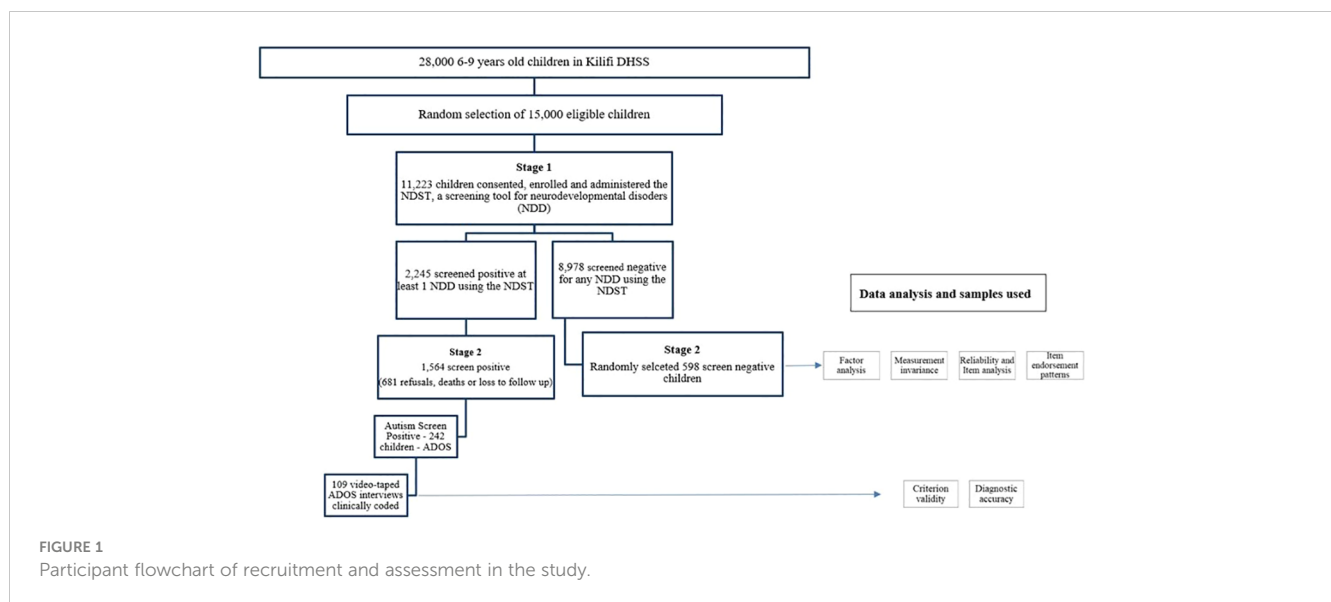 28,000 6-9 years old children in Kilifi DHSS
Random selection of 15,000 eligible children
Stage 1
11,223 children consented, enrolled and administered the
NDST, a screening tool for neurodevelopmental disoders
(NDD)
2,245 screened positive at
least 1 NDD using the NDST
8,978 screened negative
for any NDD using the
NDST
Data analysis and samples used
Stage 2
1,564 screen positive
(681 refusals, deaths or loss to follow up)
Stage 2
Randomly selceted 598 screen negative
children
Factor
analysis
Measurement
invariance
Reliability and
Item analysis
Item
endorsement
patterns
Autism Screen
Positive - 242
children - ADOS
109 video-taped
ADOS interviews
clinically coded
Criterion
validity
Diagnostic
accuracy
FIGURE 1
Participant flowchart of recruitment and assessment in the study.